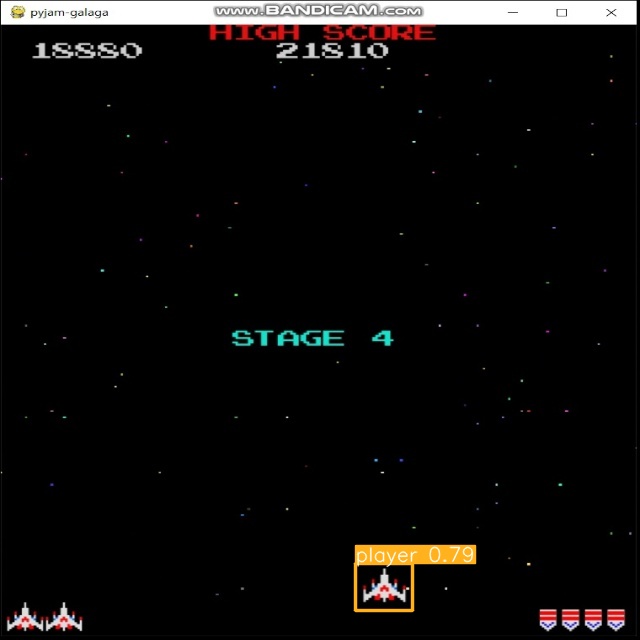 pyjam-galaga
www.BANDICAM.com
HIGH SCORE
18880 21810
STAGE 4
player 0.79